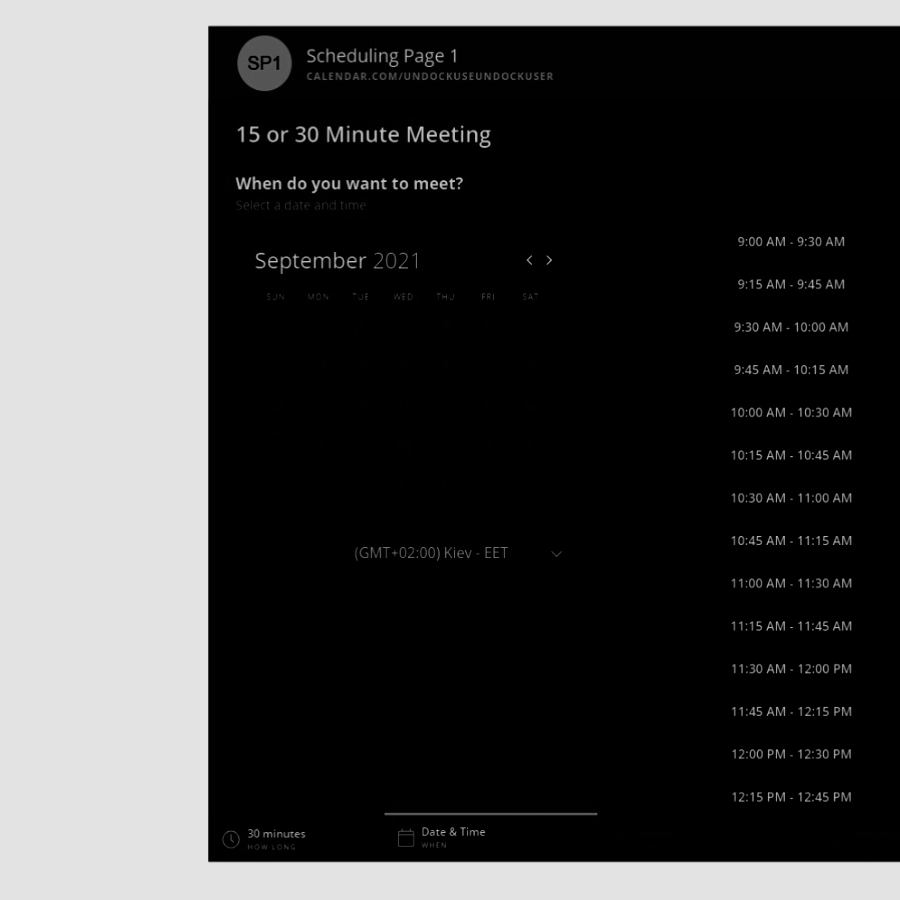 SP1
Scheduling Page 1
CALENDAR.COM/UNDOCKUSEUNDOCKUSER
15 or 30 Minute Meeting
When do you want to meet?
Select a date and time
September 2021
SUN MON TUE WED THU FRI SAT
(GMT+02:00) Kiev - EET
9:00 AM - 9:30 AM
9:15 AM - 9:45 AM
9:30 AM - 10:00 AM
9:45 AM - 10:15 AM
10:00 AM - 10:30 AM
10:15 AM - 10:45 AM
10:30 AM - 11:00 AM
10:45 AM - 11:15 AM
11:00 AM - 11:30 AM
11:15 AM - 11:45 AM
11:30 AM - 12:00 PM
11:45 AM - 12:15 PM
12:00 PM - 12:30 PM
12:15 PM - 12:45 PM
30 minutes
HOW LONG
Date & Time
WHEN